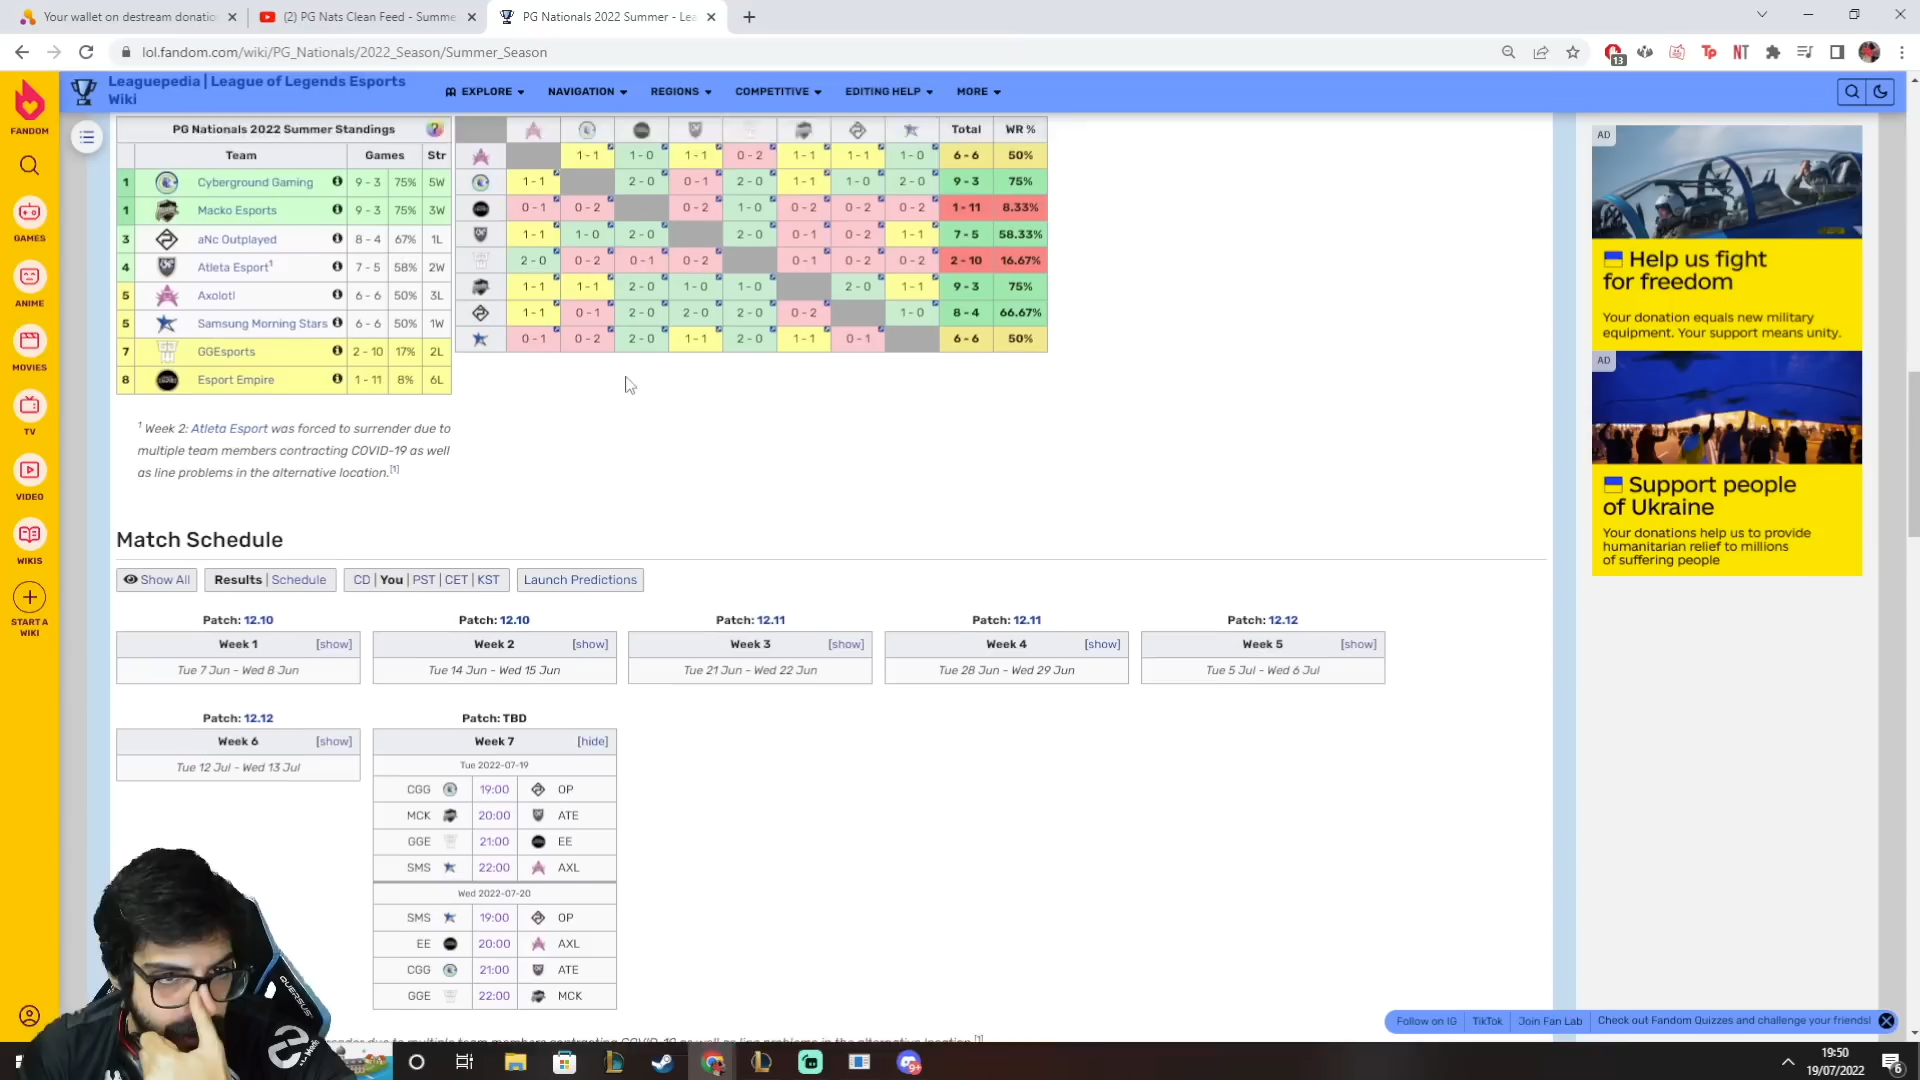 Your wallet on destream donatio
(2) PG Nats Clean Feed - Summe
PG Nationals 2022 Summer - Lea
lol.fandom.com/wiki/PG_Nationals/2022_Season/Summer_Season
13
TP
NT
FANDOM
Leaguepedia | League of Legends Esports
Wiki
EXPLORE
NAVIGATION
REGIONS
COMPETITIVE
EDITING HELP
MORE
GAMES
ANIME
MOVIES
TV
VIDEO
WIKIS
START A
WIKI
PG Nationals 2022 Summer Standings
Team Games Str
1 Cyberground Gaming 9 - 3 75% 5W
1 Macko Esports 9 - 3 75% 3W
3 aNc Outplayed 8 - 4 67% 1L
4 Atleta Esport1 7 - 5 58% 2W
5 Axolotl 6 - 6 50% 3L
5 Samsung Morning Stars 6 - 6 50% 1W
7 GGEsports 2 - 10 17% 2L
8 Esport Empire 1 - 11 8% 6L
Total WR %
1 - 1 1 - 0 1 - 1 0 - 2 1 - 1 1 - 1 1 - 0 6 - 6 50%
1 - 1 2 - 0 0 - 1 2 - 0 1 - 1 1 - 0 2 - 0 9 - 3 75%
0 - 1 0 - 2 0 - 2 1 - 0 0 - 2 0 - 2 0 - 2 1 - 11 8.33%
1 - 1 1 - 0 2 - 0 2 - 0 0 - 1 0 - 2 1 - 1 7 - 5 58.33%
2 - 0 0 - 2 0 - 1 0 - 2 0 - 1 0 - 2 0 - 2 2 - 10 16.67%
1 - 1 1 - 1 2 - 0 1 - 0 1 - 0 2 - 0 1 - 1 9 - 3 75%
1 - 1 0 - 1 2 - 0 2 - 0 2 - 0 0 - 2 1 - 0 8 - 4 66.67%
0 - 1 0 - 2 2 - 0 1 - 1 2 - 0 1 - 1 0 - 1 6 - 6 50%
1 Week 2: Atleta Esport was forced to surrender due to
multiple team members contracting COVID-19 as well
as line problems in the alternative location.[1]
Match Schedule
Show All
Results | Schedule
CD | You | PST | CET | KST
Launch Predictions
Patch: 12.10
Week 1 [show]
Tue 7 Jun - Wed 8 Jun
Patch: 12.10
Week 2 [show]
Tue 14 Jun - Wed 15 Jun
Patch: 12.11
Week 3 [show]
Tue 21 Jun - Wed 22 Jun
Patch: 12.11
Week 4 [show]
Tue 28 Jun - Wed 29 Jun
Patch: 12.12
Week 5 [show]
Tue 5 Jul - Wed 6 Jul
Patch: 12.12
Week 6 [show]
Tue 12 Jul - Wed 13 Jul
Patch: TBD
Week 7 [hide]
Tue 2022-07-19
CGG 19:00 OP
MCK 20:00 ATE
GGE 21:00 EE
SMS 22:00 AXL
Wed 2022-07-20
SMS 19:00 OP
EE 20:00 AXL
CGG 21:00 ATE
GGE 22:00 MCK
AD
Help us fight
for freedom
Your donation equals new military
equipment. Your support means unity.
AD
Support people
of Ukraine
Your donations help us to provide
humanitarian relief to millions
of suffering people
Follow on IG
TikTok
Join Fan Lab
Check out Fandom Quizzes and challenge your friends!
QUERSUS
9+
19:50
19/07/2022
6